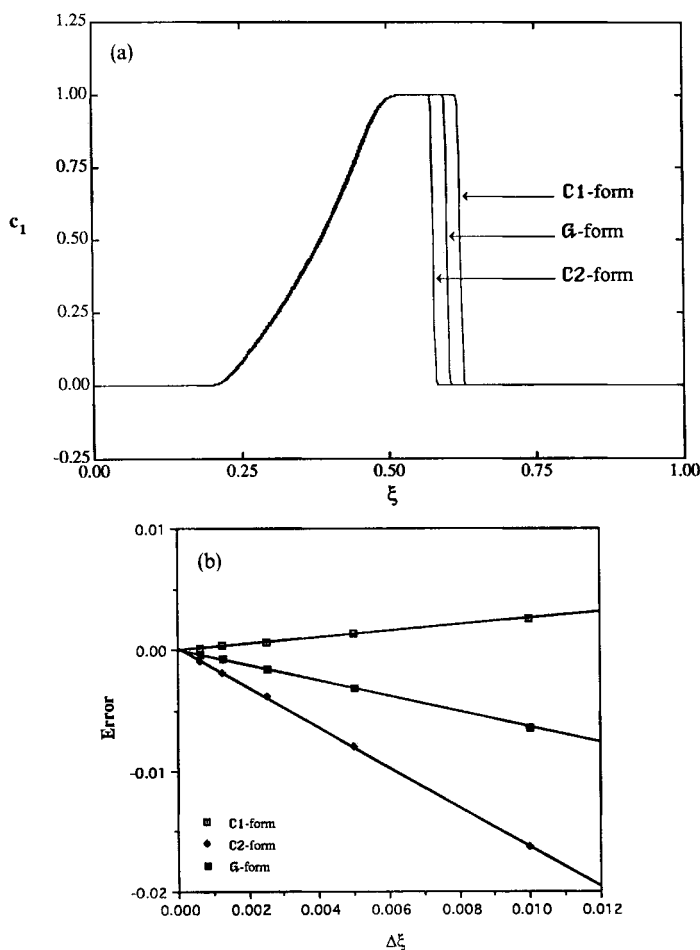 1.25
(a)
1.00
0.75
C1-form
c1
0.50
G-form
C2-form
0.25
0.00
-0.25
0.00
0.25
0.50
0.75
1.00
ξ
0.01
(b)
0.00
Error
-0.01
C1-form
C2-form
G-form
-0.02
0.000
0.002
0.004
0.006
0.008
0.010
0.012
Δξ